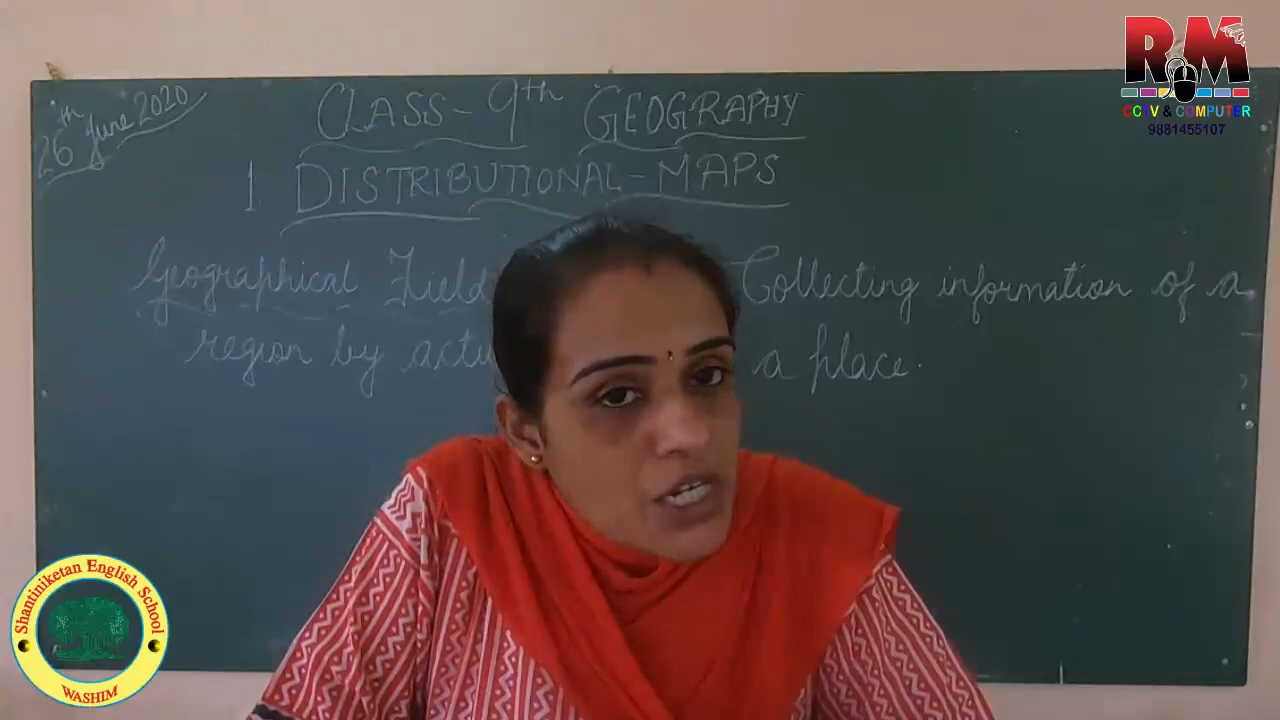 26th June 2020
CLASS - 9th GEOGRAPHY
1. DISTRIBUTIONAL - MAPS
Geographical Field Collecting information of a
region by a place.
RM
CCTV & COMPUTER
9881455107
Shantiniketan English School
WASHIM